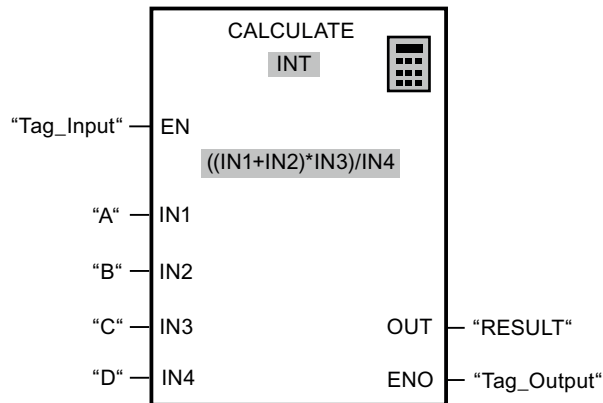 CALCULATE
INT
"Tag_Input“ EN
((IN1+IN2)*IN3)/IN4
"A“ IN1
"B“ IN2
"C“ IN3 OUT "RESULT“
"D“ IN4 ENO "Tag_Output“